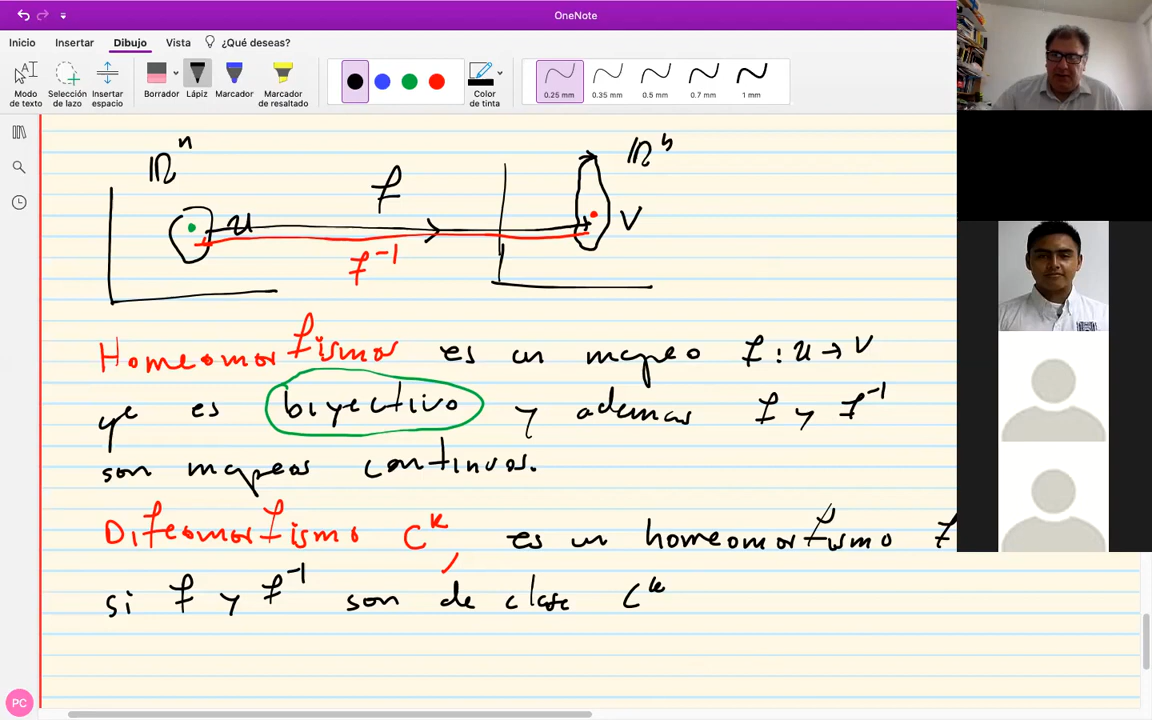 OneNote
Inicio Insertar Dibujo Vista ¿Qué deseas?
Modo de texto
Selección de lazo
Insertar espacio
Borrador
Lápiz
Marcador
Marcador de resaltado
Color de tinta
0.25 mm 0.35 mm 0.5 mm 0.7 mm 1 mm
ℝⁿ f ℝⁿ
U V
f⁻¹
Homeomorfismos es un mapeo f : U → V
que es biyectivo y ademas f y f⁻¹
son mapeos continuos.
Difeomorfismo Cᵏ, es un homeomorfismo f
si f y f⁻¹ son de clase Cᵏ
PC